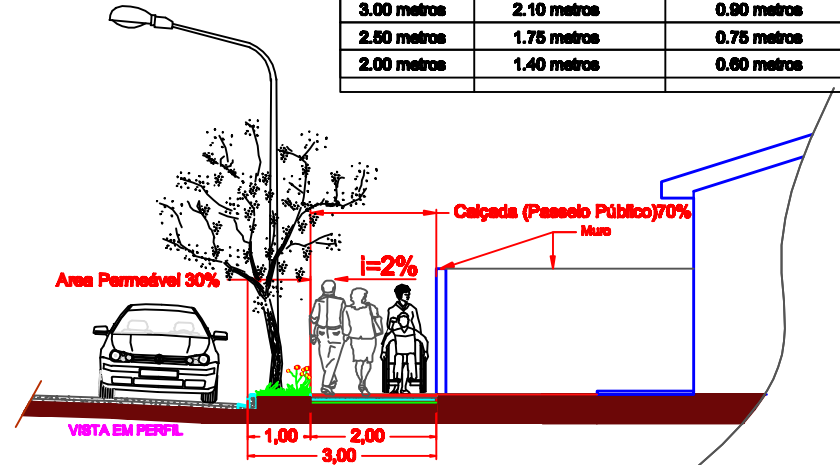 3.00 metros 2.10 metros 0.90 metros
2.50 metros 1.75 metros 0.75 metros
2.00 metros 1.40 metros 0.60 metros
Calçada (Passeio Público)70%
Muro
i=2%
Area Permeável 30%
VISTA EM PERFIL
1,00 2,00
3,00